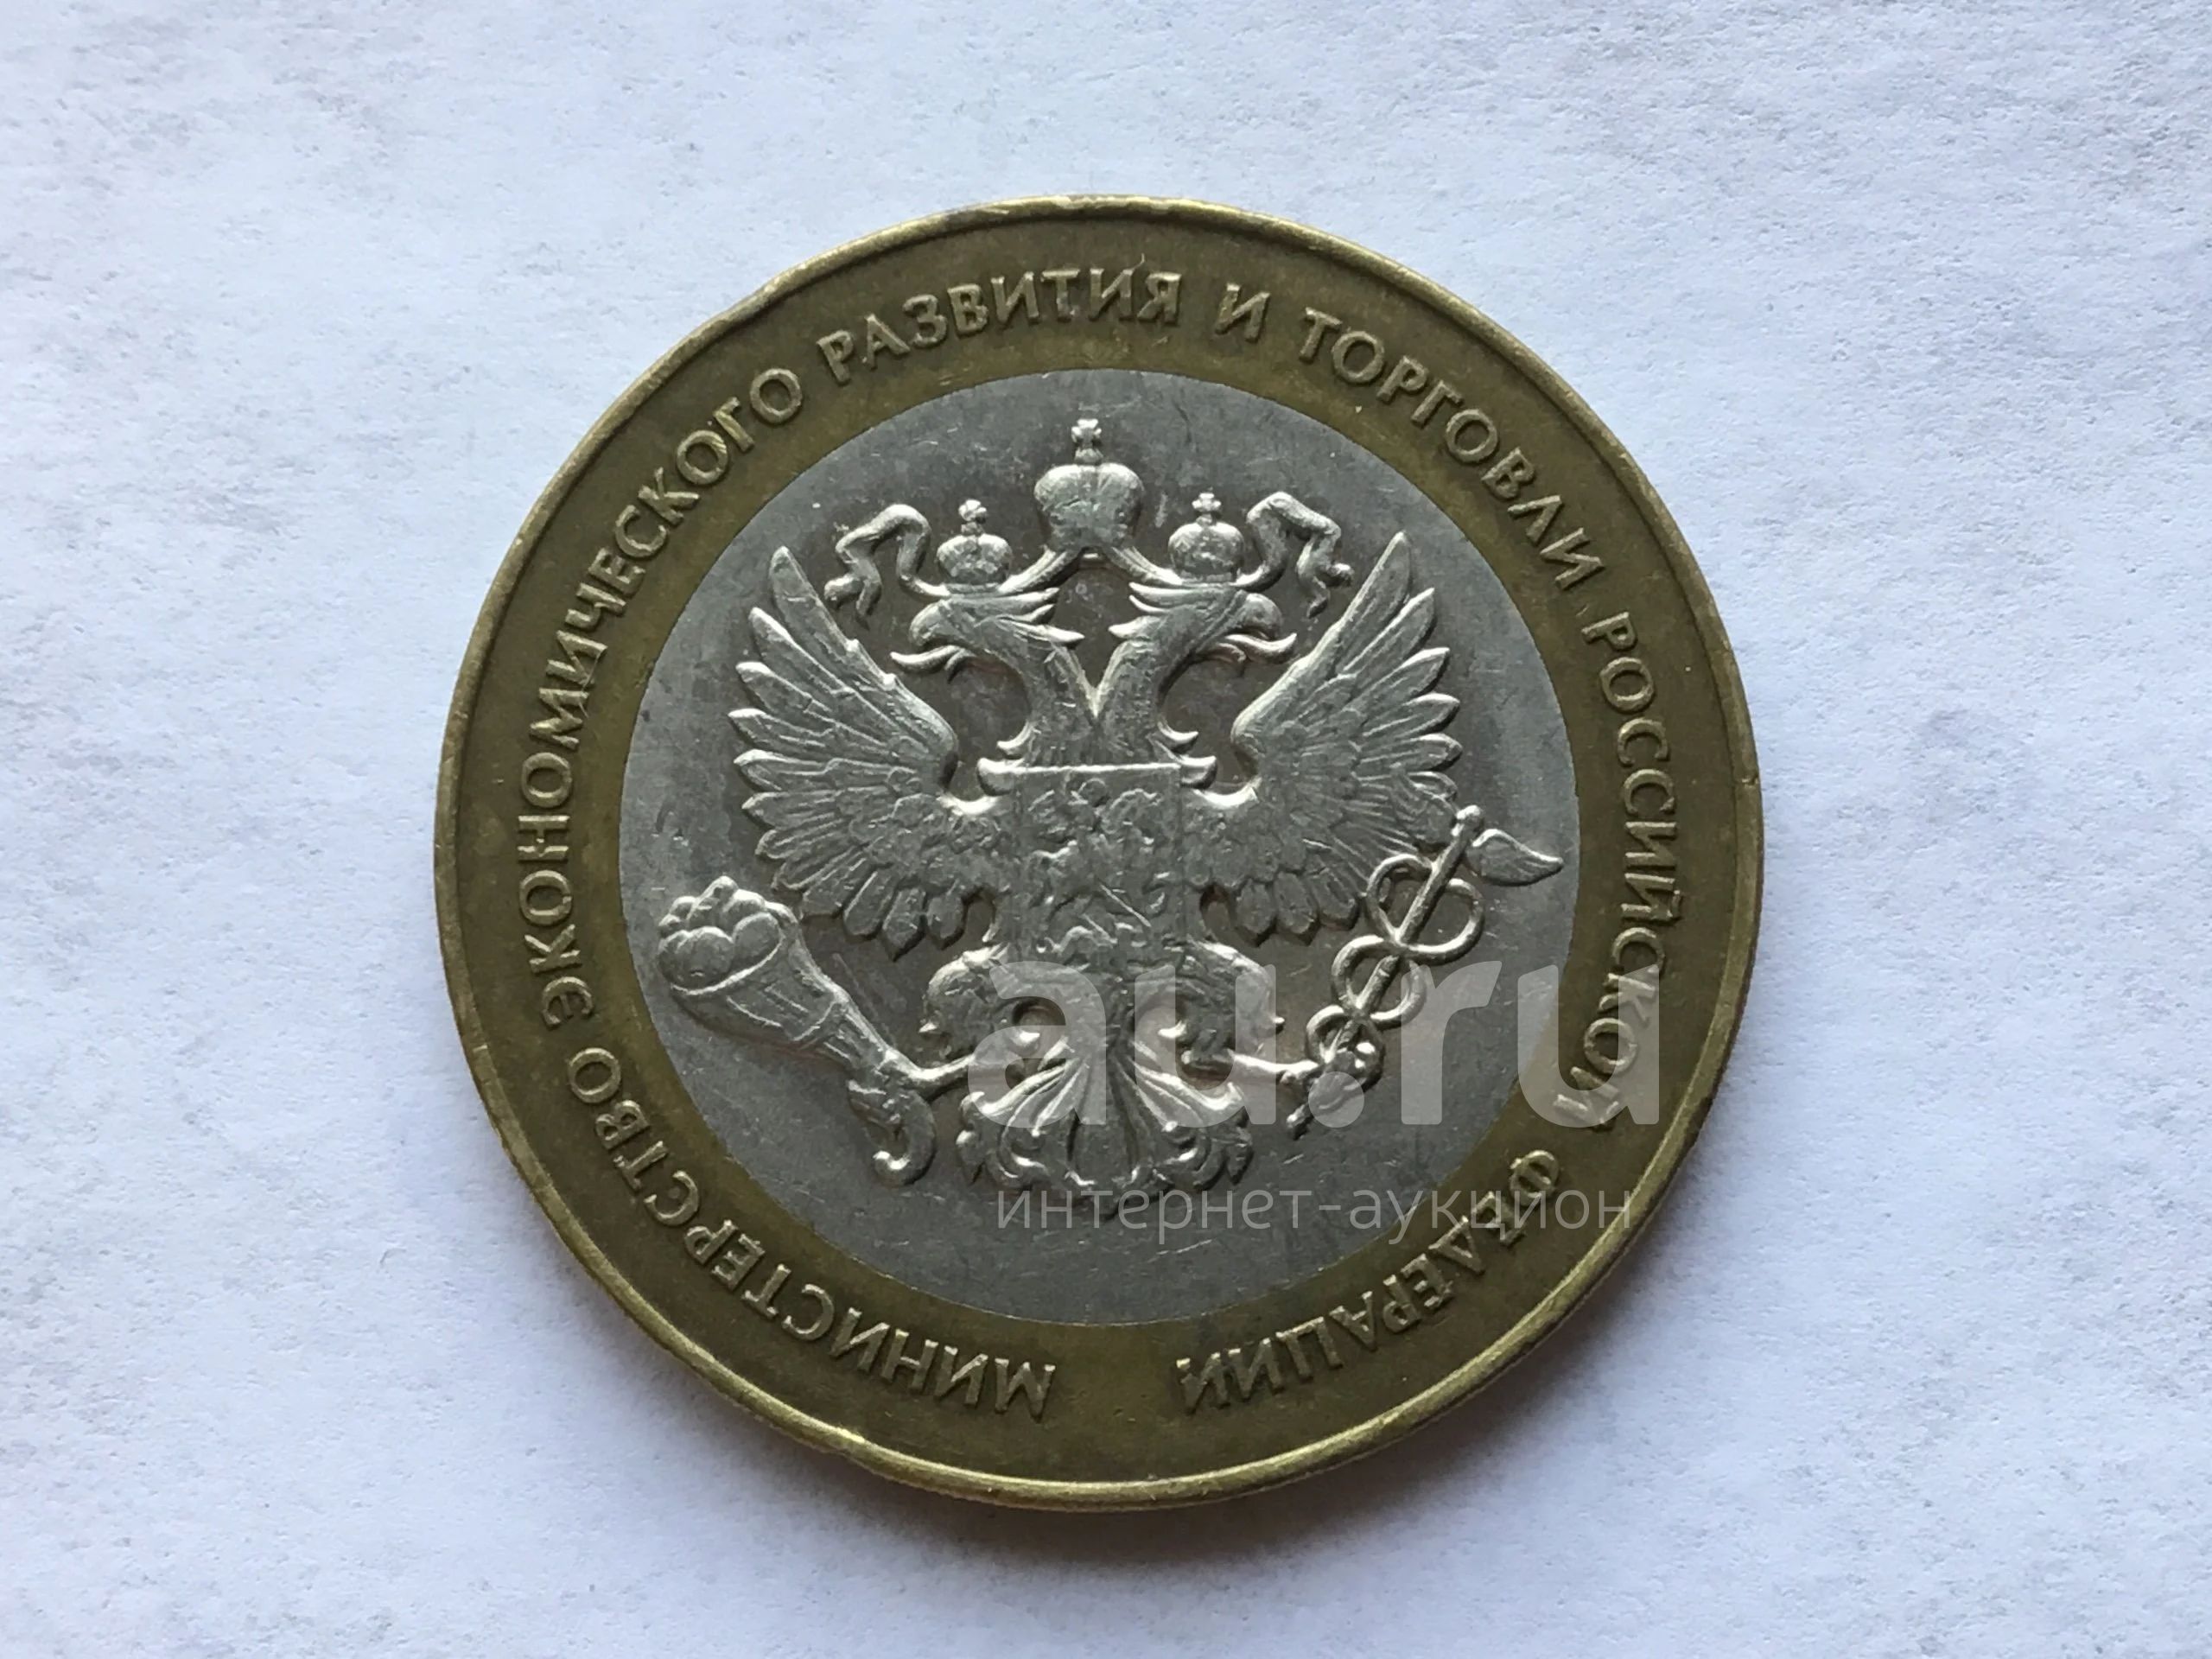 МИНИСТЕРСТВО ЭКОНОМИЧЕСКОГО РАЗВИТИЯ И ТОРГОВЛИ РОССИЙСКОЙ ФЕДЕРАЦИИ
au.ru
интернет-аукцион